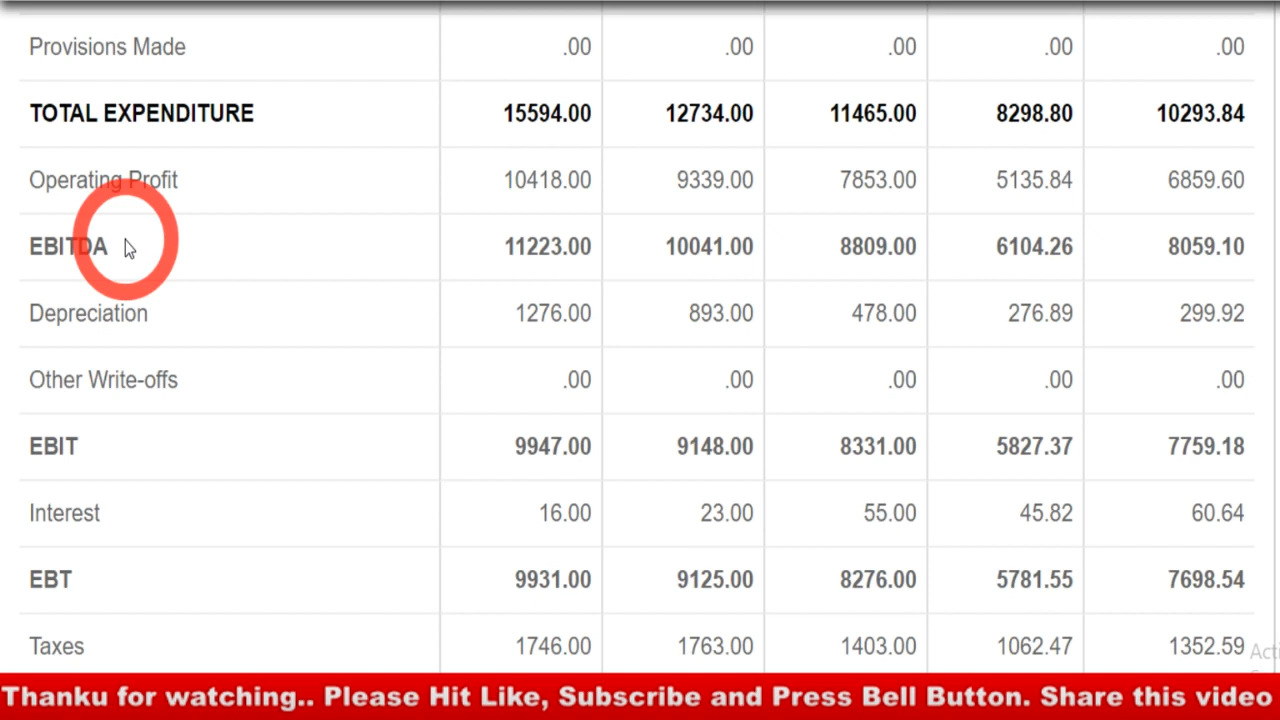 Provisions Made .00 .00 .00 .00 .00
TOTAL EXPENDITURE 15594.00 12734.00 11465.00 8298.80 10293.84
Operating Profit 10418.00 9339.00 7853.00 5135.84 6859.60
EBITDA 11223.00 10041.00 8809.00 6104.26 8059.10
Depreciation 1276.00 893.00 478.00 276.89 299.92
Other Write-offs .00 .00 .00 .00 .00
EBIT 9947.00 9148.00 8331.00 5827.37 7759.18
Interest 16.00 23.00 55.00 45.82 60.64
EBT 9931.00 9125.00 8276.00 5781.55 7698.54
Taxes 1746.00 1763.00 1403.00 1062.47 1352.59
Thanku for watching.. Please Hit Like, Subscribe and Press Bell Button. Share this video